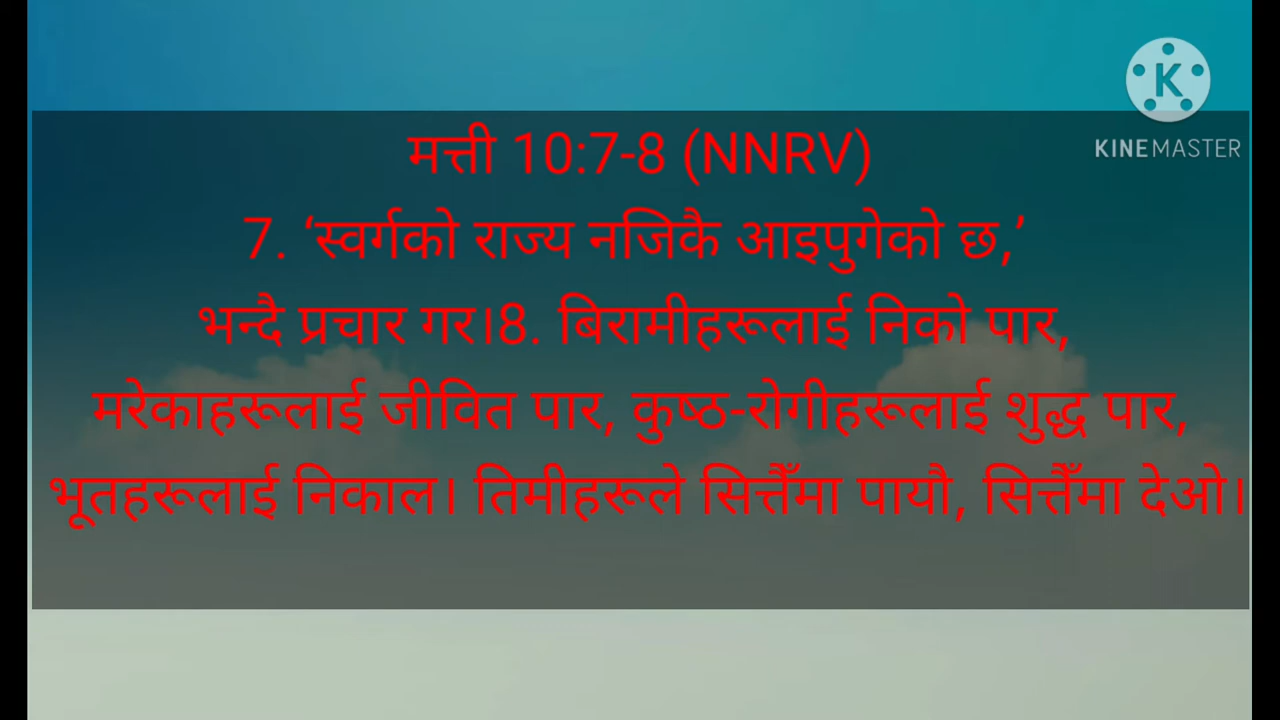 मत्ती 10:7-8 (NNRV)
7. ‘स्वर्गको राज्य नजिकै आइपुगेको छ,’
भन्दै प्रचार गर।8. बिरामीहरूलाई निको पार,
मरेकाहरूलाई जीवित पार, कुष्ठ-रोगीहरूलाई शुद्ध पार,
भूतहरूलाई निकाल। तिमीहरूले सित्तैँमा पायौ, सित्तैँमा देओ।
K
KINEMASTER